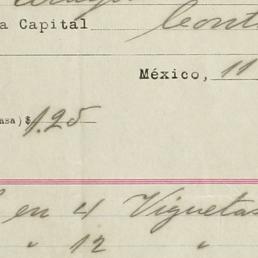 a Capital
México, 11
asa) $ 1.25
en 4 Viguetas
" 12 "